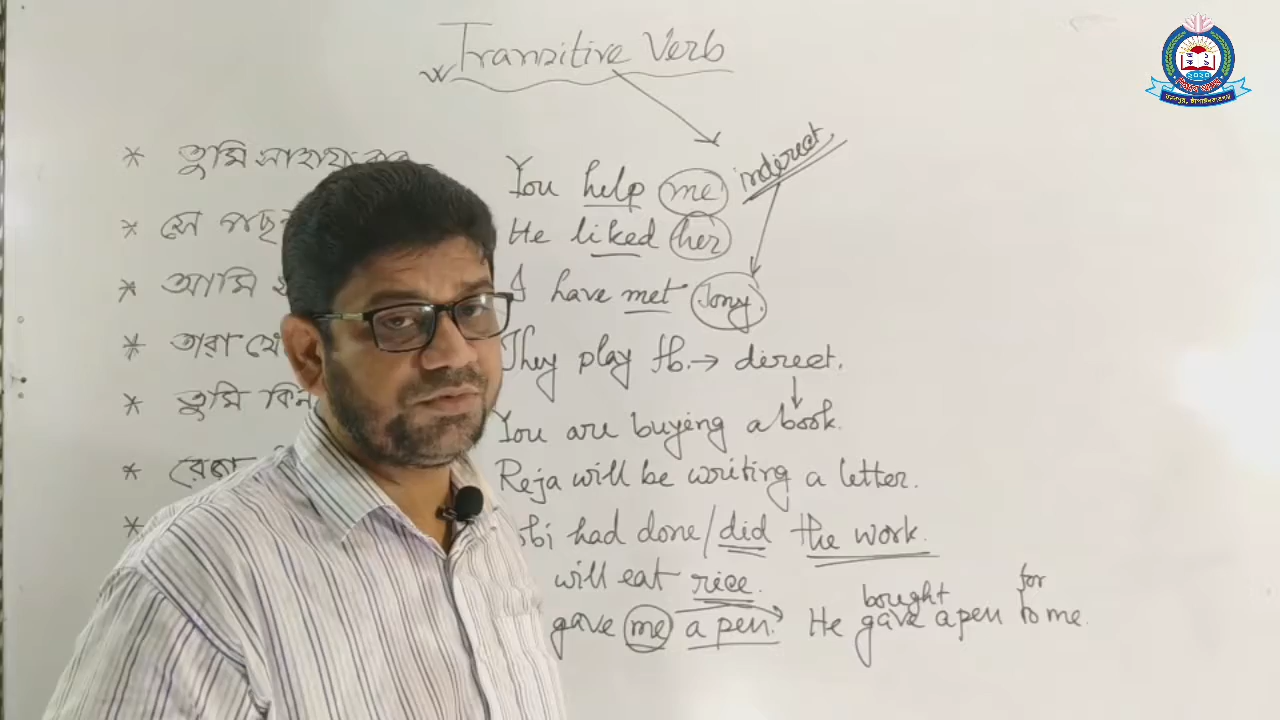 Transitive Verb
indirect
* তুমি সাহায্য You help me
* সে He liked her
* আমি I have met Tony.
* তারা They play fb. → direct.
* তুমি কিন You are buying a book.
* Reja will be writing a letter.
* had done/did the work.
will eat rice.
gave me a pen. He gave a pen to me.
bought for